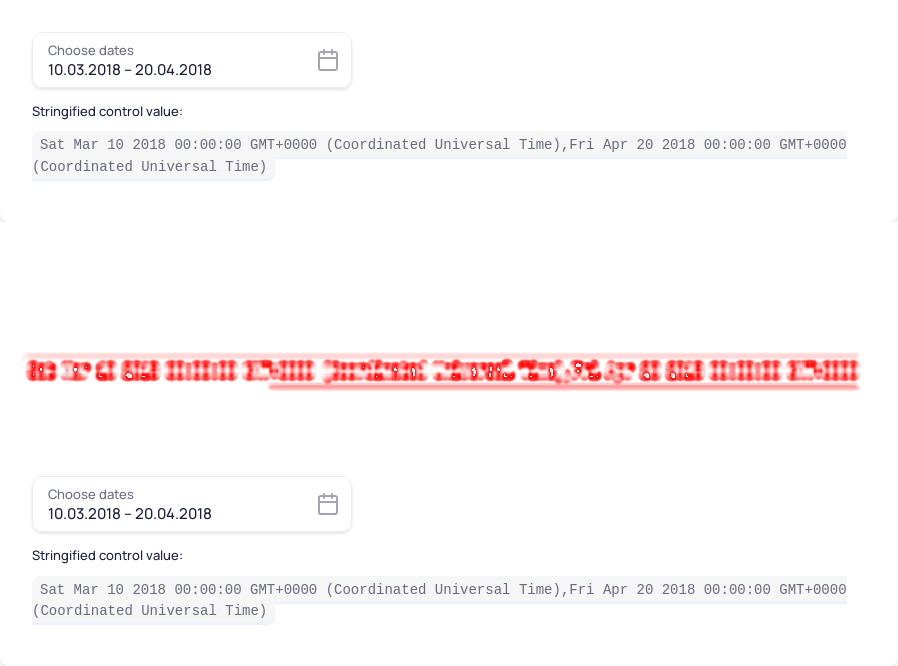 Choose dates
10.03.2018 – 20.04.2018
Stringified control value:
Sat Mar 10 2018 00:00:00 GMT+0000 (Coordinated Universal Time),Fri Apr 20 2018 00:00:00 GMT+0000
(Coordinated Universal Time)
Choose dates
10.03.2018 – 20.04.2018
Stringified control value:
Sat Mar 10 2018 00:00:00 GMT+0000 (Coordinated Universal Time),Fri Apr 20 2018 00:00:00 GMT+0000
(Coordinated Universal Time)